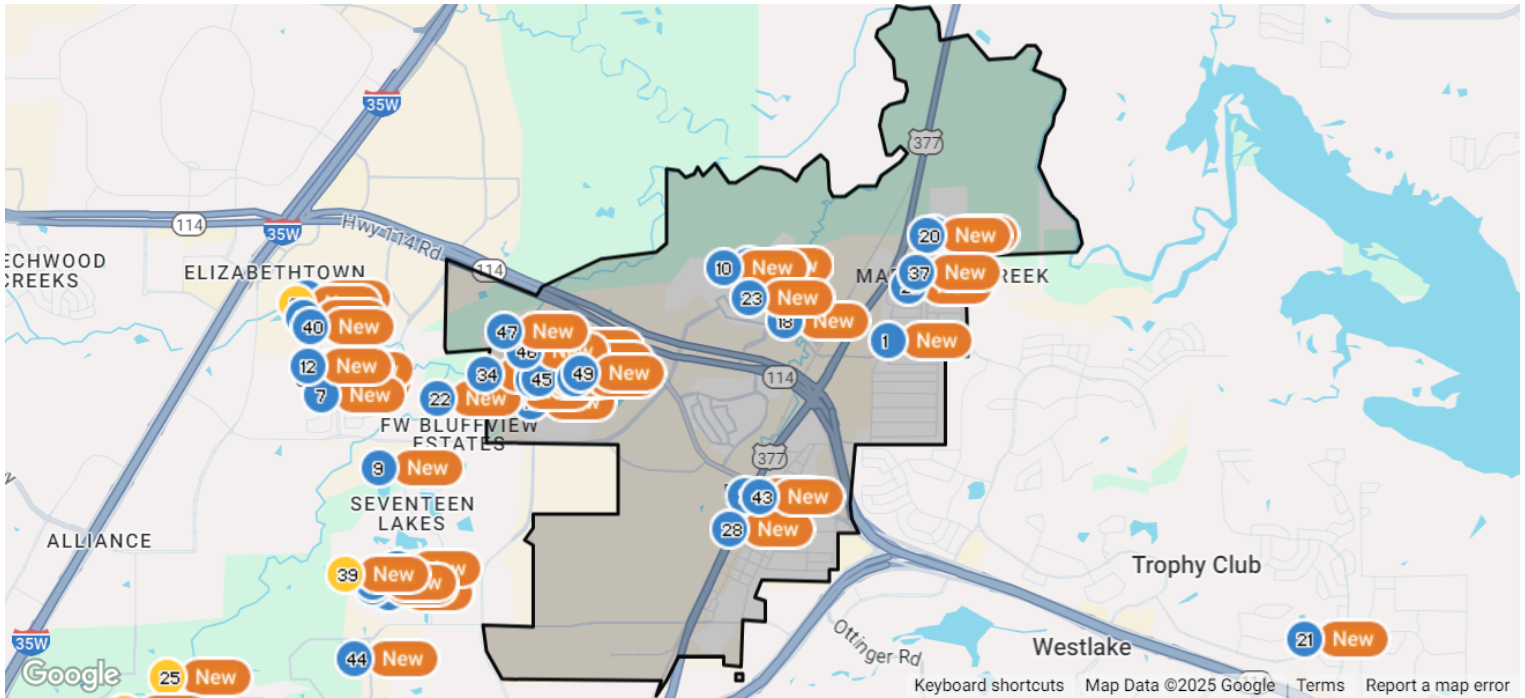 35W
377
114
35W
Hwy 114 Rd
114
ECHWOOD
CREEKS
ELIZABETHTOWN
20 New
10 New
37 New
MA
REEK
23 New
18 New
40 New
47 New
1 New
46 New
12 New
34
45
49 New
114
7 New
22 New
FW BLUFFVIEW
ESTATES
377
9 New
SEVENTEEN
LAKES
43 New
28 New
ALLIANCE
39 New
Trophy Club
35W
44 New
Ottinger Rd
Westlake
21 New
25 New
Google
Keyboard shortcuts Map Data ©2025 Google Terms Report a map error